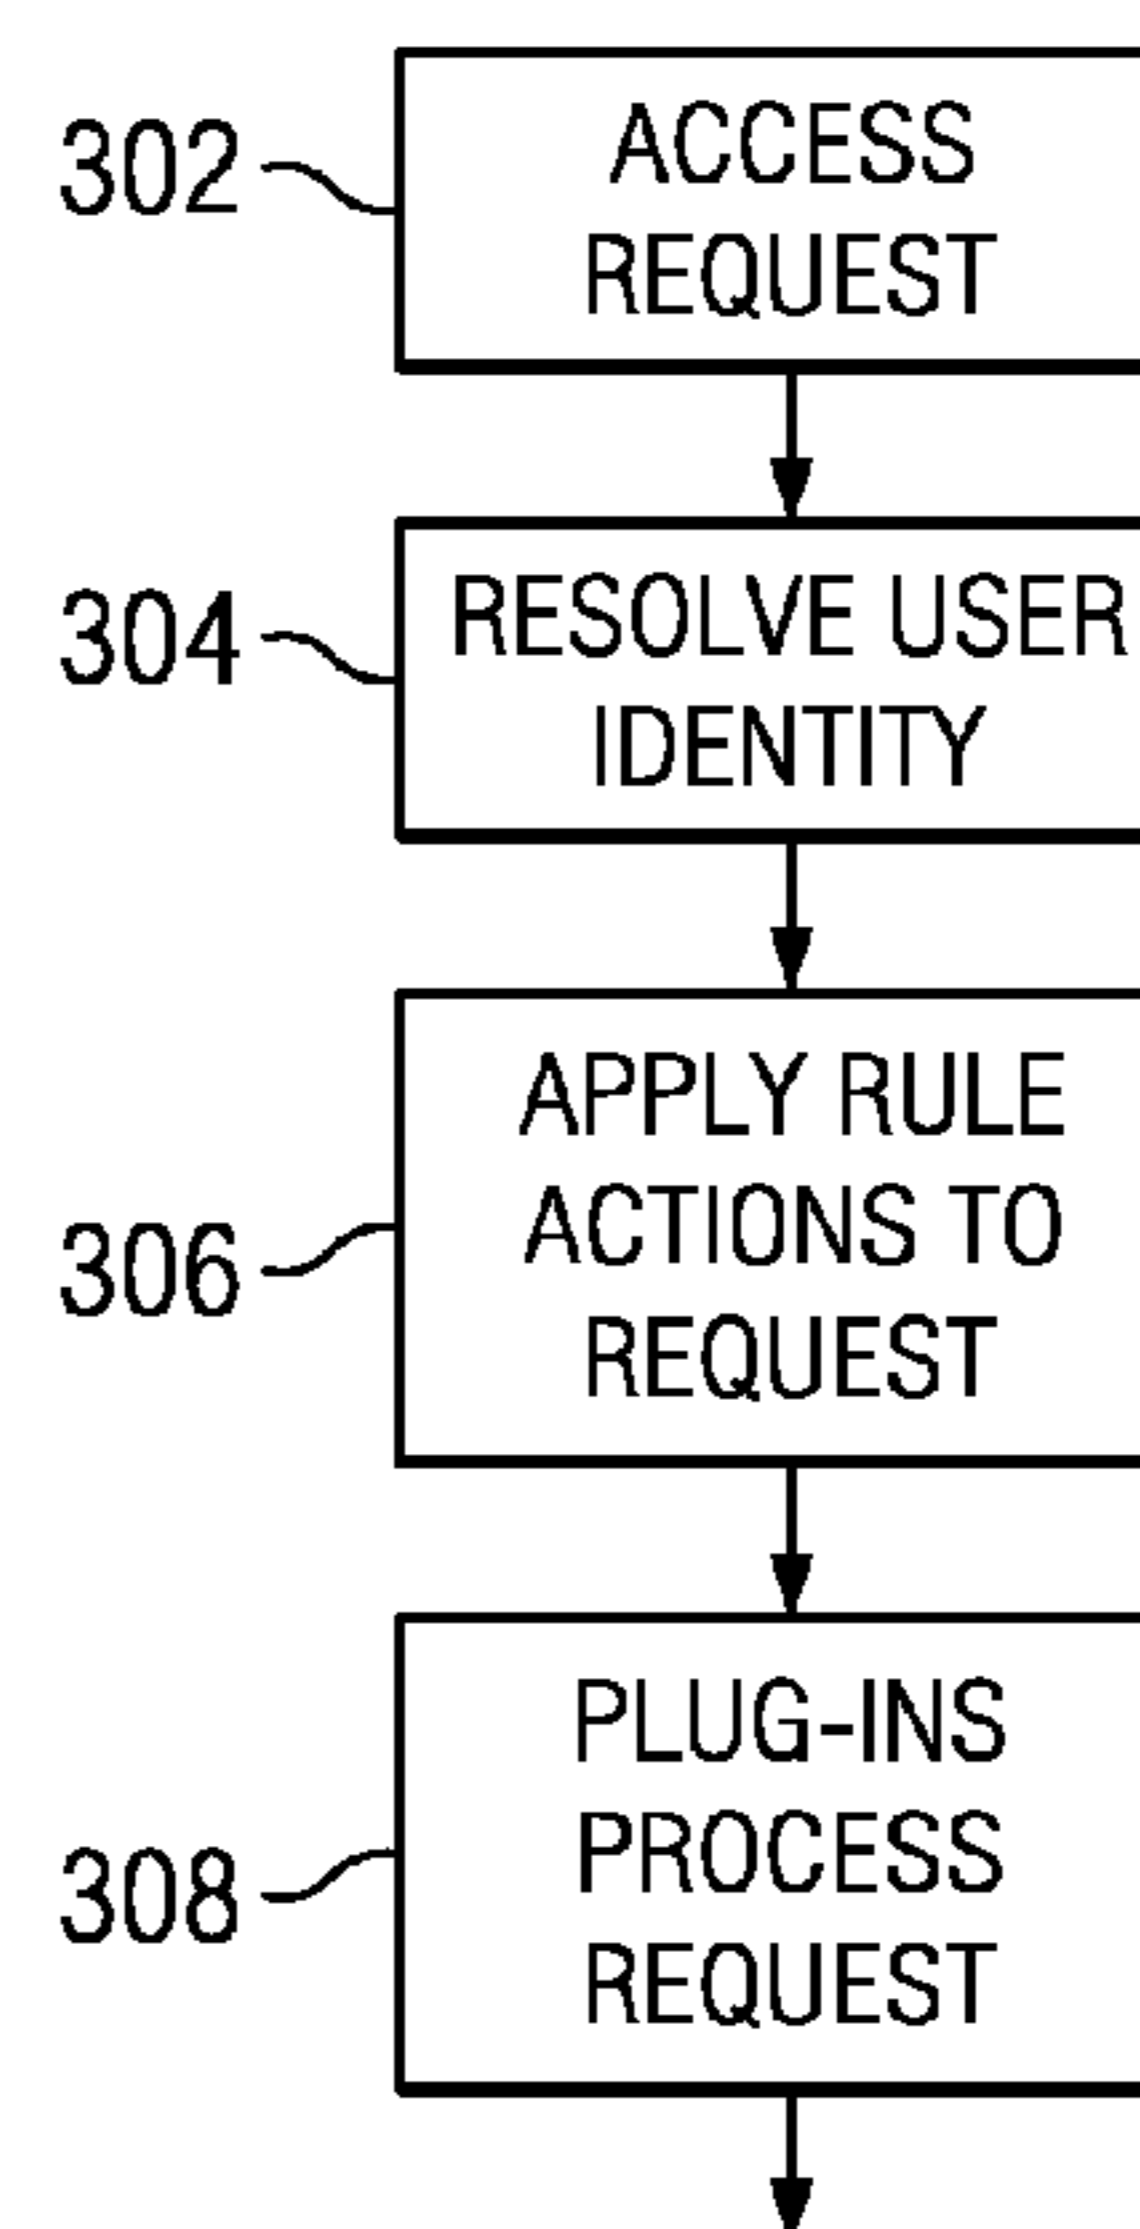 302
ACCESS
REQUEST
304
RESOLVE USER
IDENTITY
306
APPLY RULE
ACTIONS TO
REQUEST
308
PLUG-INS
PROCESS
REQUEST